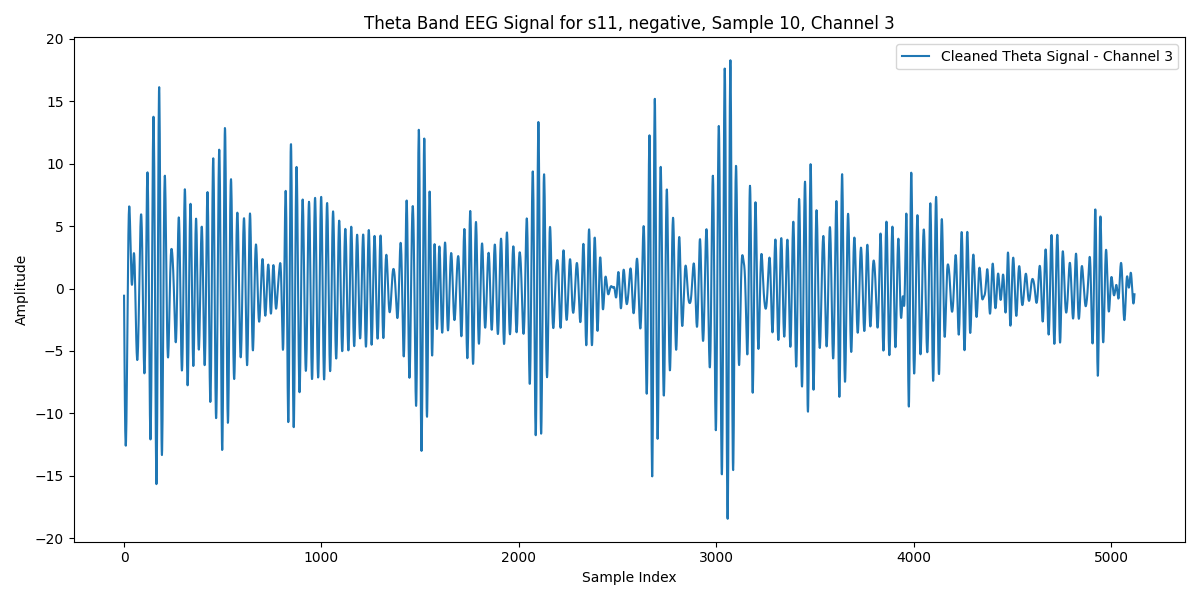 Theta Band EEG Signal for s11, negative, Sample 10, Channel 3
Cleaned Theta Signal - Channel 3
20
15
10
5
0
−5
−10
−15
−20
Amplitude
0 1000 2000 3000 4000 5000
Sample Index